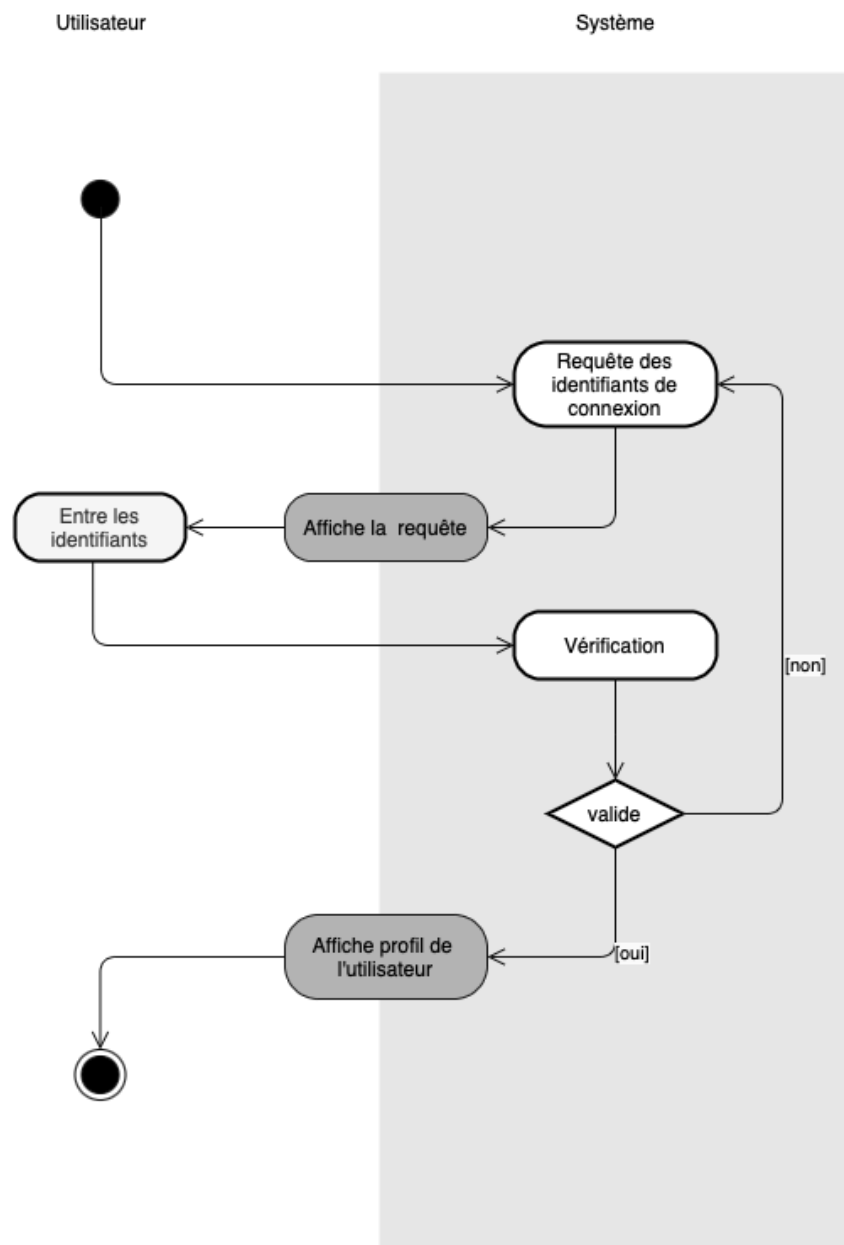 Utilisateur
Système
Requête des
identifiants de
connexion
Entre les
identifiants
Affiche la requête
Vérification
[non]
valide
Affiche profil de
l'utilisateur
[oui]